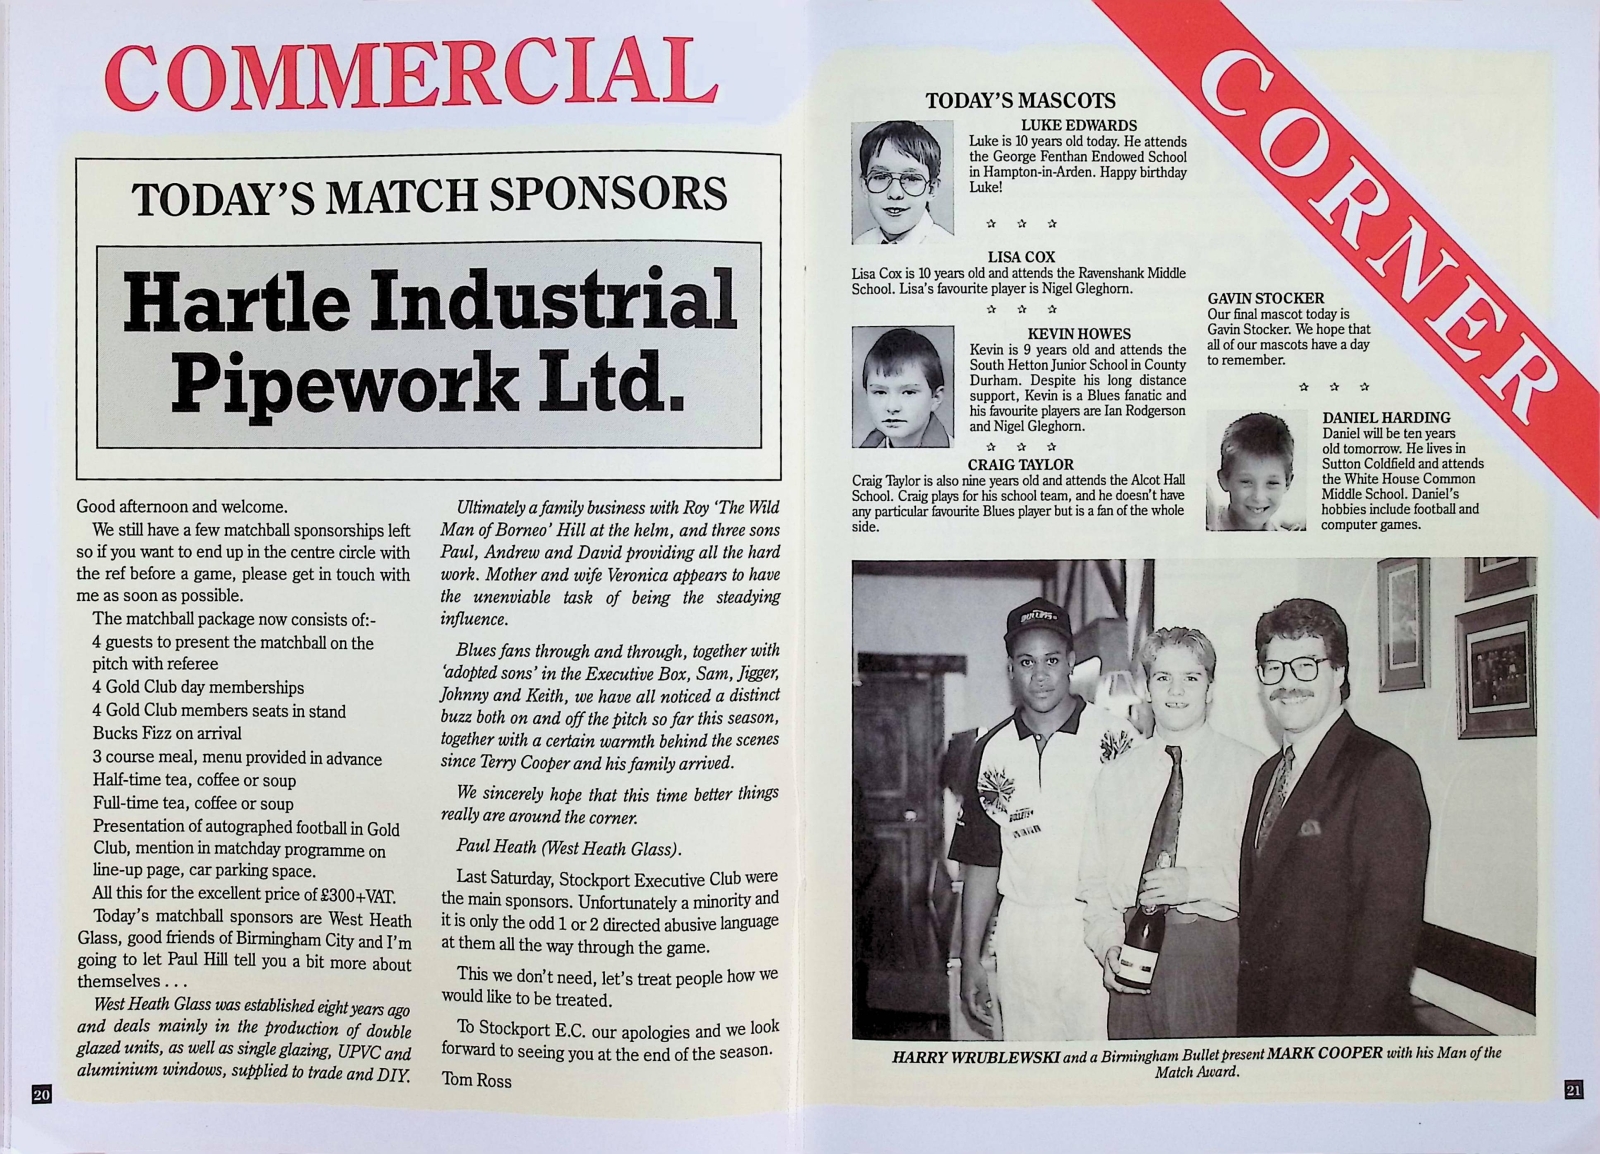 COMMERCIAL
TODAY'S MATCH SPONSORS
Hartle Industrial
Pipework Ltd.
Good afternoon and welcome.
We still have a few matchball sponsorships left
so if you want to end up in the centre circle with
the ref before a game, please get in touch with
me as soon as possible.
The matchball package now consists of:-
4 guests to present the matchball on the
pitch with referee
4 Gold Club day memberships
4 Gold Club members seats in stand
Bucks Fizz on arrival
3 course meal, menu provided in advance
Half-time tea, coffee or soup
Full-time tea, coffee or soup
Presentation of autographed football in Gold
Club, mention in matchday programme on
line-up page, car parking space.
All this for the excellent price of £300+VAT.
Today's matchball sponsors are West Heath
Glass, good friends of Birmingham City and I'm
going to let Paul Hill tell you a bit more about
themselves . . .
West Heath Glass was established eight years ago
and deals mainly in the production of double
glazed units, as well as single glazing, UPVC and
aluminium windows, supplied to trade and DIY.
Ultimately a family business with Roy 'The Wild
Man of Borneo' Hill at the helm, and three sons
Paul, Andrew and David providing all the hard
work. Mother and wife Veronica appears to have
the unenviable task of being the steadying
influence.
Blues fans through and through, together with
'adopted sons' in the Executive Box, Sam, Jigger,
Johnny and Keith, we have all noticed a distinct
buzz both on and off the pitch so far this season,
together with a certain warmth behind the scenes
since Terry Cooper and his family arrived.
We sincerely hope that this time better things
really are around the corner.
Paul Heath (West Heath Glass).
Last Saturday, Stockport Executive Club were
the main sponsors. Unfortunately a minority and
it is only the odd 1 or 2 directed abusive language
at them all the way through the game.
This we don't need, let's treat people how we
would like to be treated.
To Stockport E.C. our apologies and we look
forward to seeing you at the end of the season.
Tom Ross
20
CORNER
TODAY'S MASCOTS
LUKE EDWARDS
Luke is 10 years old today. He attends
the George Fenthan Endowed School
in Hampton-in-Arden. Happy birthday
Luke!
LISA COX
Lisa Cox is 10 years old and attends the Ravenshank Middle
School. Lisa's favourite player is Nigel Gleghorn.
KEVIN HOWES
Kevin is 9 years old and attends the
South Hetton Junior School in County
Durham. Despite his long distance
support, Kevin is a Blues fanatic and
his favourite players are Ian Rodgerson
and Nigel Gleghorn.
CRAIG TAYLOR
Craig Taylor is also nine years old and attends the Alcot Hall
School. Craig plays for his school team, and he doesn't have
any particular favourite Blues player but is a fan of the whole
side.
GAVIN STOCKER
Our final mascot today is
Gavin Stocker. We hope that
all of our mascots have a day
to remember.
DANIEL HARDING
Daniel will be ten years
old tomorrow. He lives in
Sutton Coldfield and attends
the White House Common
Middle School. Daniel's
hobbies include football and
computer games.
HARRY WRUBLEWSKI and a Birmingham Bullet present MARK COOPER with his Man of the
Match Award.
21